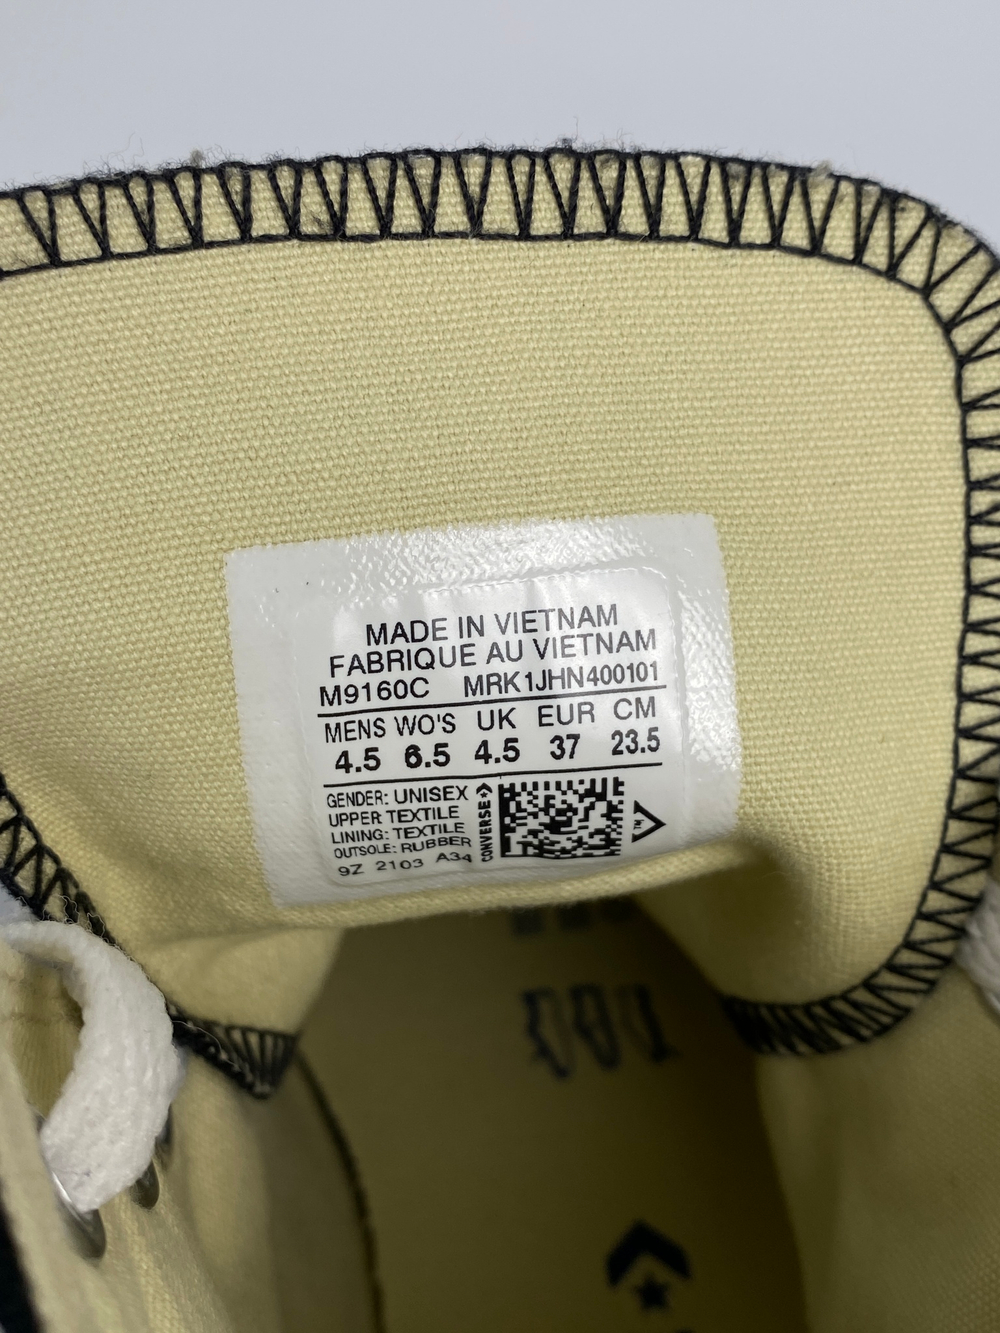 MADE IN VIETNAM
FABRIQUE AU VIETNAM
M9160C MRK1JHN400101
MENS WO'S UK EUR CM
4.5 6.5 4.5 37 23.5
GENDER: UNISEX
UPPER TEXTILE
LINING: TEXTILE
OUTSOLE: RUBBER
9Z 2103 A34
CONVERSE
TM